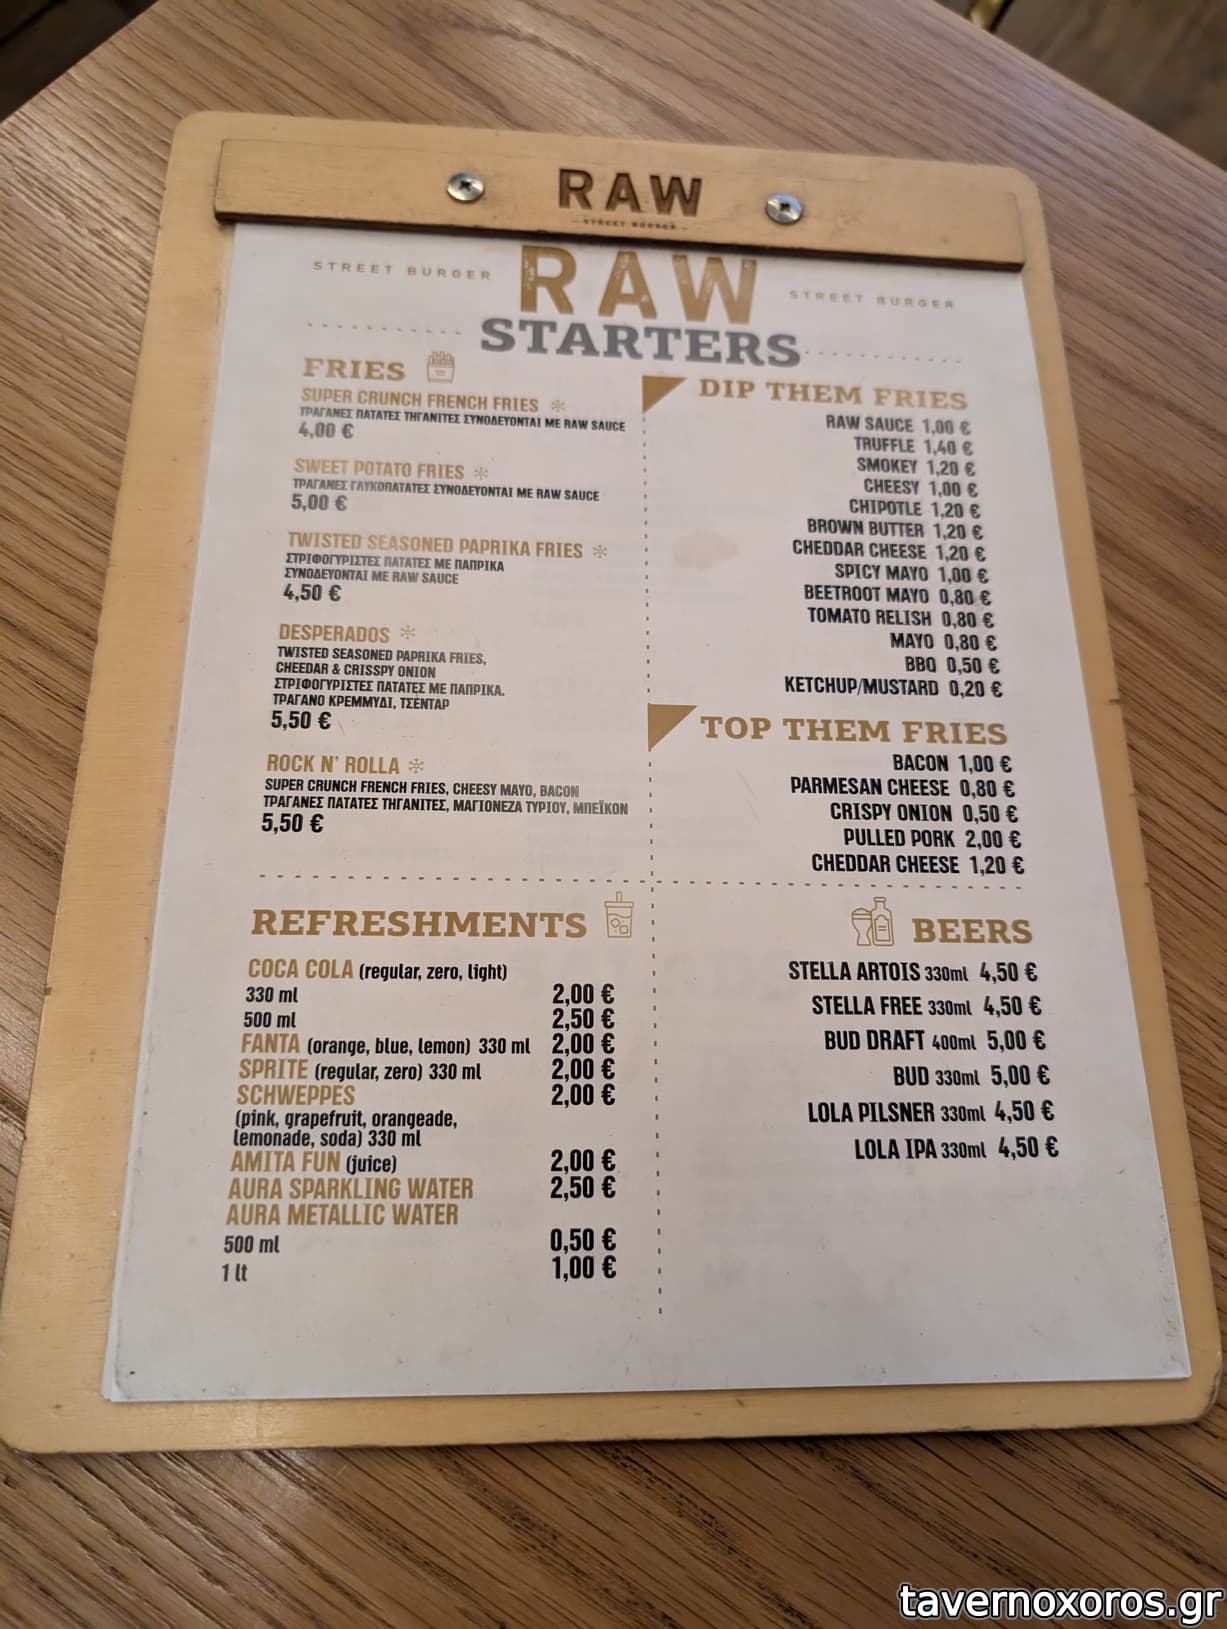 RAW
STREET BURGER
STREET BURGER
RAW
STREET BURGER
STARTERS
FRIES
SUPER CRUNCH FRENCH FRIES
ΤΡΑΓΑΝΕΣ ΠΑΤΑΤΕΣ ΤΗΓΑΝΙΤΕΣ ΣΥΝΟΔΕΥΟΝΤΑΙ ΜΕ RAW SAUCE
4,00 €
SWEET POTATO FRIES
ΤΡΑΓΑΝΕΣ ΓΛΥΚΟΠΑΤΑΤΕΣ ΣΥΝΟΔΕΥΟΝΤΑΙ ΜΕ RAW SAUCE
5,00 €
TWISTED SEASONED PAPRIKA FRIES
ΣΤΡΙΦΟΓΥΡΙΣΤΕΣ ΠΑΤΑΤΕΣ ΜΕ ΠΑΠΡΙΚΑ
ΣΥΝΟΔΕΥΟΝΤΑΙ ΜΕ RAW SAUCE
4,50 €
DESPERADOS
TWISTED SEASONED PAPRIKA FRIES,
CHEEDAR & CRISSPY ONION
ΣΤΡΙΦΟΓΥΡΙΣΤΕΣ ΠΑΤΑΤΕΣ ΜΕ ΠΑΠΡΙΚΑ.
ΤΡΑΓΑΝΟ ΚΡΕΜΜΥΔΙ, ΤΣΕΝΤΑΡ
5,50 €
ROCK N' ROLLA
SUPER CRUNCH FRENCH FRIES, CHEESY MAYO, BACON
ΤΡΑΓΑΝΕΣ ΠΑΤΑΤΕΣ ΤΗΓΑΝΙΤΕΣ, ΜΑΓΙΟΝΕΖΑ ΤΥΡΙΟΥ, ΜΠΕΪΚΟΝ
5,50 €
DIP THEM FRIES
RAW SAUCE 1,00 €
TRUFFLE 1,40 €
SMOKEY 1,20 €
CHEESY 1,00 €
CHIPOTLE 1,20 €
BROWN BUTTER 1,20 €
CHEDDAR CHEESE 1,20 €
SPICY MAYO 1,00 €
BEETROOT MAYO 0,80 €
TOMATO RELISH 0,80 €
MAYO 0,80 €
BBQ 0,50 €
KETCHUP/MUSTARD 0,20 €
TOP THEM FRIES
BACON 1,00 €
PARMESAN CHEESE 0,80 €
CRISPY ONION 0,50 €
PULLED PORK 2,00 €
CHEDDAR CHEESE 1,20 €
REFRESHMENTS
COCA COLA (regular, zero, light)
330 ml 2,00 €
500 ml 2,50 €
FANTA (orange, blue, lemon) 330 ml 2,00 €
SPRITE (regular, zero) 330 ml 2,00 €
SCHWEPPES 2,00 €
(pink, grapefruit, orangeade,
lemonade, soda) 330 ml
AMITA FUN (juice) 2,00 €
AURA SPARKLING WATER 2,50 €
AURA METALLIC WATER
500 ml 0,50 €
1 lt 1,00 €
BEERS
STELLA ARTOIS 330ml 4,50 €
STELLA FREE 330ml 4,50 €
BUD DRAFT 400ml 5,00 €
BUD 330ml 5,00 €
LOLA PILSNER 330ml 4,50 €
LOLA IPA 330ml 4,50 €
tavernoxoros.gr